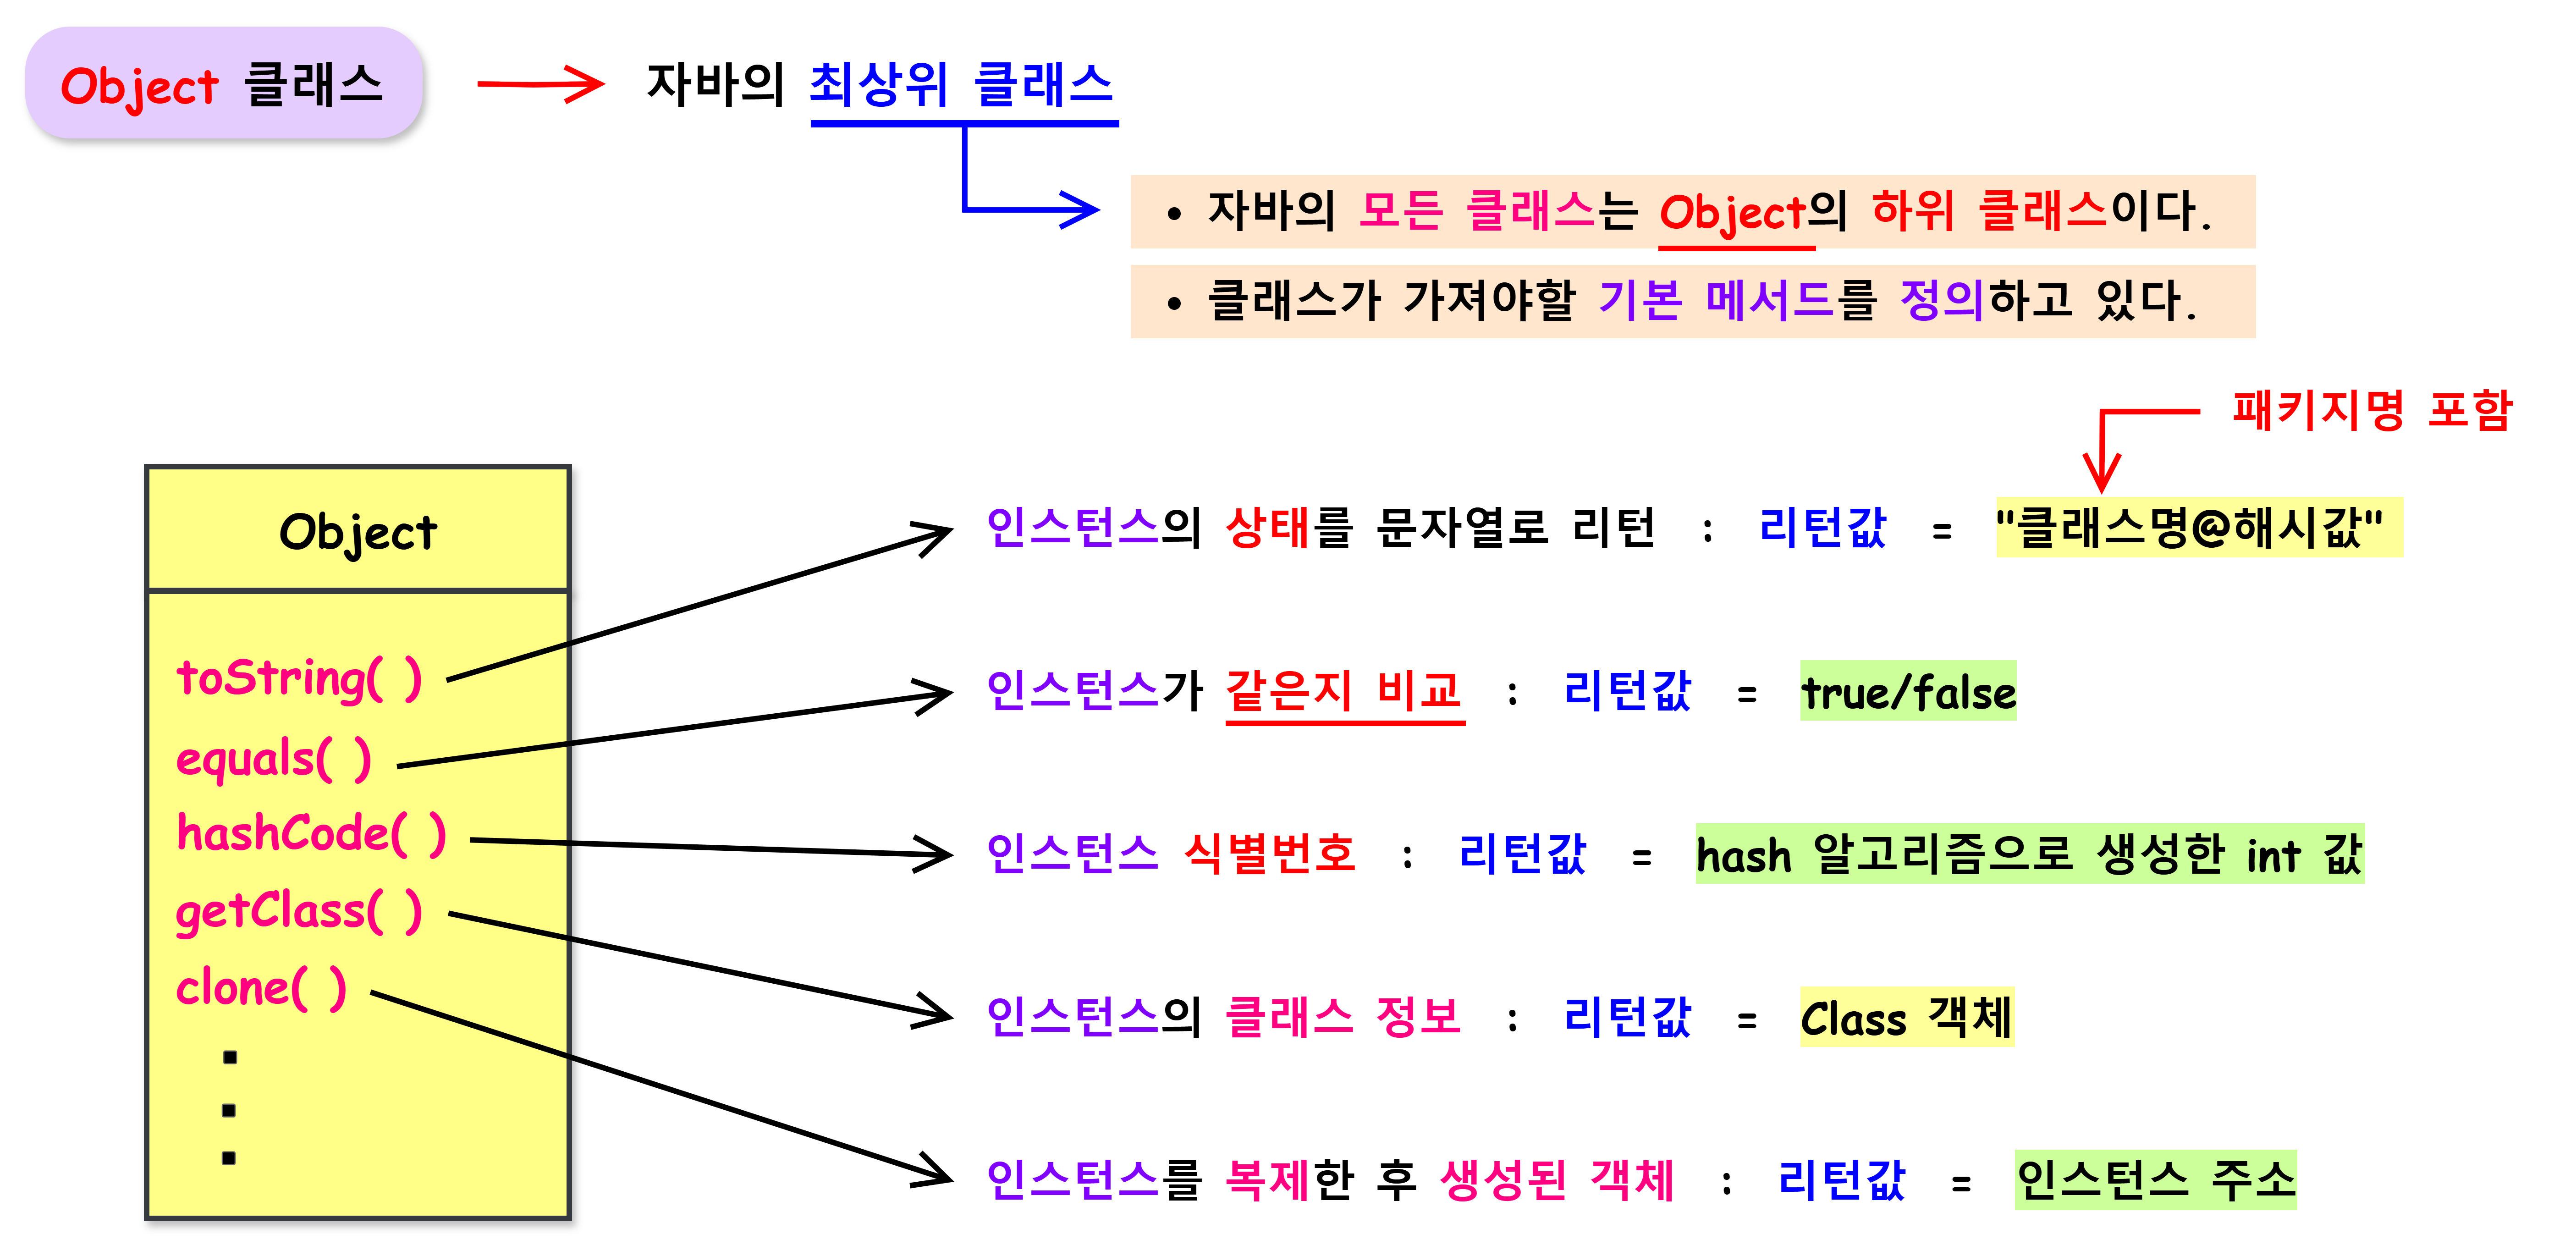 Object 클래스
자바의 최상위 클래스
• 자바의 모든 클래스는 Object의 하위 클래스이다.
• 클래스가 가져야할 기본 메서드를 정의하고 있다.
패키지명 포함
Object
toString( )
equals( )
hashCode( )
getClass( )
clone( )
인스턴스의 상태를 문자열로 리턴 : 리턴값 = "클래스명@해시값"
인스턴스가 같은지 비교 : 리턴값 = true/false
인스턴스 식별번호 : 리턴값 = hash 알고리즘으로 생성한 int 값
인스턴스의 클래스 정보 : 리턴값 = Class 객체
인스턴스를 복제한 후 생성된 객체 : 리턴값 = 인스턴스 주소